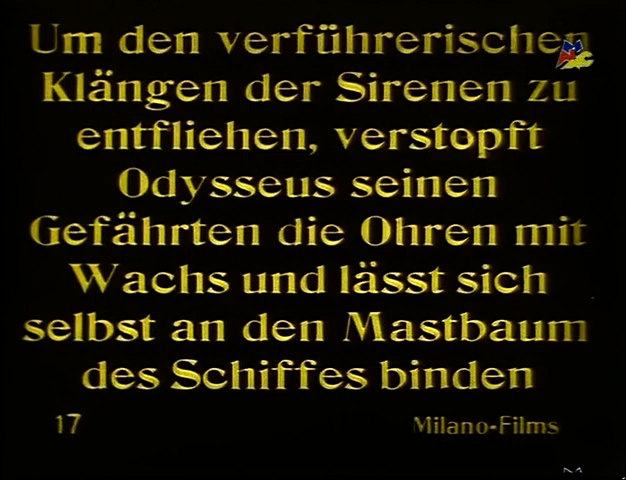 Um den verführerischen
Klängen der Sirenen zu
entfliehen, verstopft
Odysseus seinen
Gefährten die Ohren mit
Wachs und lässt sich
selbst an den Mastbaum
des Schiffes binden
17
Milano-Films